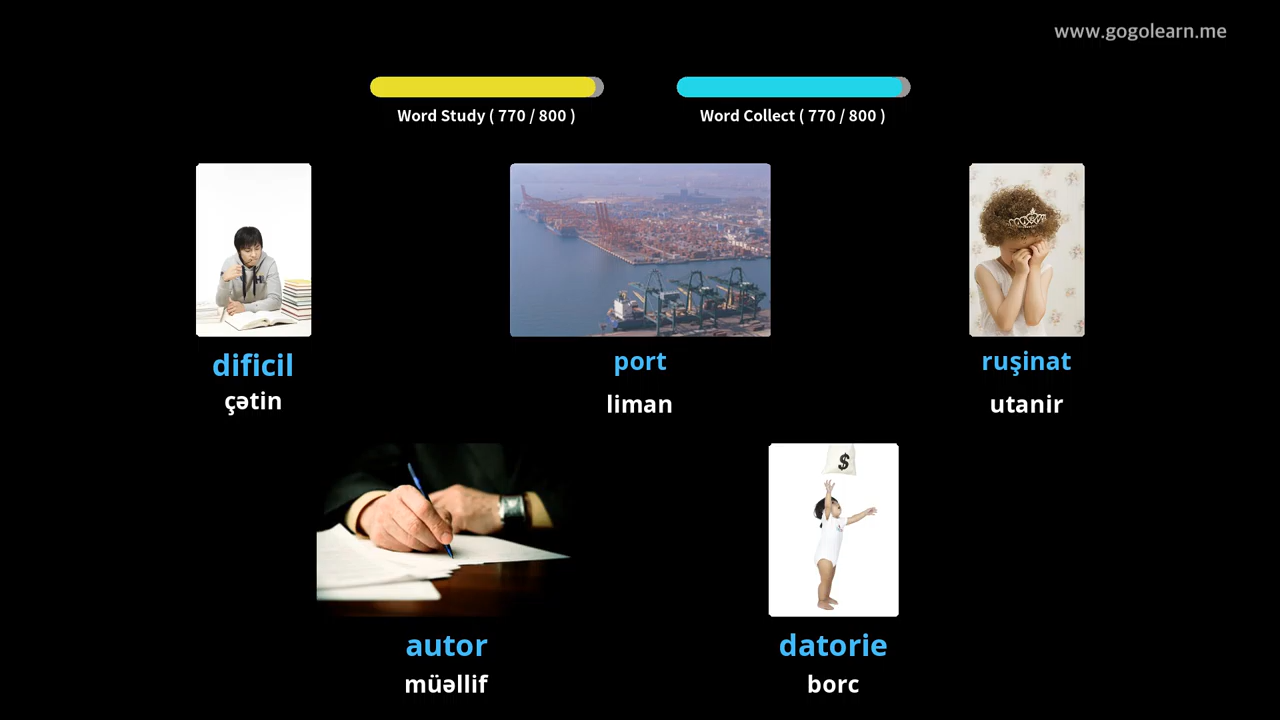 www.gogolearn.me
Word Study ( 770 / 800 )
Word Collect ( 770 / 800 )
dificil
çətin
port
liman
ruşinat
utanir
$
autor
müəllif
datorie
borc